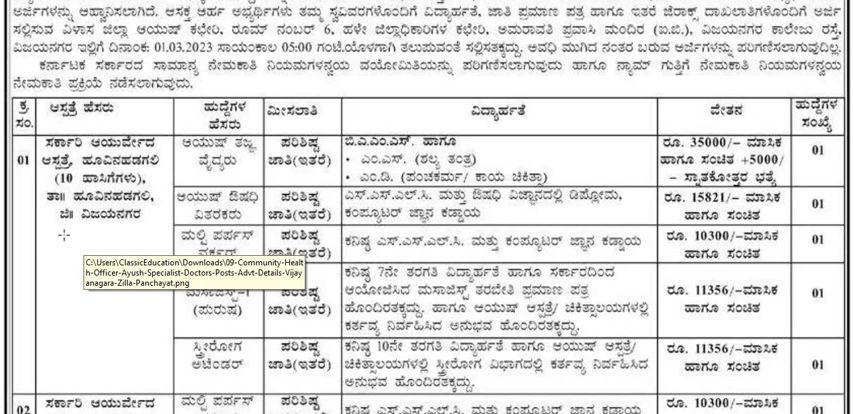 ಅರ್ಜಿಗಳನ್ನು ಆಹ್ವಾನಿಸಲಾಗಿದೆ. ಆಸಕ್ತ ಅರ್ಹ ಅಭ್ಯರ್ಥಿಗಳು ತಮ್ಮ ಸ್ವವಿವರಗಳೊಂದಿಗೆ ವಿದ್ಯಾರ್ಹತೆ, ಜಾತಿ ಪ್ರಮಾಣ ಪತ್ರ ಹಾಗೂ ಇತರೆ ಜೆರಾಕ್ಸ ದಾಖಲಾತಿಗಳೊಂದಿಗೆ ಅರ್ಜಿ
ಸಲ್ಲಿಸುವ ವಿಳಾಸ ಜಿಲ್ಲಾ ಆಯುಷ್ ಕಛೇರಿ, ರೂಮ್ ನಂಬರ್ 6, ಹಳೇ ಜಿಲ್ಲಾಧಿಕಾರಿಗಳ ಕಛೇರಿ, ಅಮರಾವತಿ ಪ್ರವಾಸಿ ಮಂದಿರ (ಐ.ಬಿ.), ವಿಜಯನಗರ ಕಾಲೇಜು ರಸ್ತೆ,
ವಿಜಯನಗರ ಇಲ್ಲಿಗೆ ದಿನಾಂಕ: 01.03.2023 ಸಾಯಂಕಾಲ 05:00 ಗಂಟೆಯೊಳಗಾಗಿ ತಲುಪುವಂತೆ ಸಲ್ಲಿಸತಕ್ಕದ್ದು. ಅವಧಿ ಮುಗಿದ ನಂತರ ಬರುವ ಅರ್ಜಿಗಳನ್ನು ಪರಿಗಣಿಸಲಾಗುವುದಿಲ್ಲ.
ಕರ್ನಾಟಕ ಸರ್ಕಾರದ ಸಾಮಾನ್ಯ ನೇಮಕಾತಿ ನಿಯಮಗಳನ್ವಯ ವಯೋಮಿತಿಯನ್ನು ಪರಿಗಣಿಸಲಾಗುವುದು ಹಾಗೂ ನ್ಯಾಮ್ ಗುತ್ತಿಗೆ ನೇಮಕಾತಿ ನಿಯಮಗಳನ್ವಯ
ನೇಮಕಾತಿ ಪ್ರಕ್ರಿಯೆ ನಡೆಸಲಾಗುವುದು.
ಕ್ರ. ಸಂ. ಆಸ್ಪತ್ರೆ ಹೆಸರು ಹುದ್ದೆಗಳ ಹೆಸರು ಮೀಸಲಾತಿ ವಿದ್ಯಾರ್ಹತೆ ವೇತನ ಹುದ್ದೆಗಳ ಸಂಖ್ಯೆ
01 ಸರ್ಕಾರಿ ಆಯುರ್ವೇದ
ಆಸ್ಪತ್ರೆ, ಹೂವಿನಹಡಗಲಿ
(10 ಹಾಸಿಗೆಗಳು),
ತಾ॥ ಹೂವಿನಹಡಗಲಿ,
ಜಿ॥ ವಿಜಯನಗರ
ಆಯುಷ್ ತಜ್ಞ
ವೈದ್ಯರು
ಪರಿಶಿಷ್ಟ
ಜಾತಿ(ಇತರೆ)
ಬಿ.ಎ.ಎಂ.ಎಸ್. ಹಾಗೂ
• ಎಂ.ಎಸ್. (ಶಲ್ಯ ತಂತ್ರ)
• ಎಂ.ಡಿ. (ಪಂಚಕರ್ಮ/ ಕಾಯ ಚಿಕಿತ್ಸಾ)
ರೂ. 35000/- ಮಾಸಿಕ
ಹಾಗೂ ಸಂಚಿತ +5000/
- ಸ್ನಾತಕೋತ್ತರ ಭತ್ಯೆ
01
ಆಯುಷ್ ಔಷಧಿ
ವಿತರಕರು
ಪರಿಶಿಷ್ಟ
ಜಾತಿ(ಇತರೆ)
ಎಸ್.ಎಸ್.ಎಲ್.ಸಿ. ಮತ್ತು ಔಷಧಿ ವಿಜ್ಞಾನದಲ್ಲಿ ಡಿಪ್ಲೋಮ,
ಕಂಪ್ಯೂಟರ್ ಜ್ಞಾನ ಕಡ್ಡಾಯ
ರೂ. 15821/- ಮಾಸಿಕ
ಹಾಗೂ ಸಂಚಿತ
01
ಮಲ್ಟಿ ಪರ್ಪಸ್
ಪರಿಶಿಷ್ಟ
ಕನಿಷ್ಠ ಎಸ್.ಎಸ್.ಎಲ್.ಸಿ. ಮತ್ತು ಕಂಪ್ಯೂಟರ್ ಜ್ಞಾನ ಕಡ್ಡಾಯ
ರೂ. 10300/-ಮಾಸಿಕ
ಹಾಗೂ ಸಂಚಿತ
01
C:\Users\ClassicEducation\Downloads\09-Community-Healt
h-Officer-Ayush-Specialist-Doctors-Posts-Advt-Details-Vijay
anagara-Zilla-Panchayat.png
(ಪುರುಷ)
ಜಾತಿ(ಇತರೆ)
ಕನಿಷ್ಠ 7ನೇ ತರಗತಿ ವಿದ್ಯಾರ್ಹತೆ ಹಾಗೂ ಸರ್ಕಾರದಿಂದ
ಆಯೋಜಿಸಿದ ಮಸಾಜಿಸ್ಟ್ ತರಬೇತಿ ಪ್ರಮಾಣ ಪತ್ರ
ಹೊಂದಿರತಕ್ಕದ್ದು. ಹಾಗೂ ಆಯುಷ್ ಆಸ್ಪತ್ರೆ/ ಚಿಕಿತ್ಸಾಲಯಗಳಲ್ಲಿ
ಕರ್ತವ್ಯ ನಿರ್ವಹಿಸಿದ ಅನುಭವ ಹೊಂದಿರತಕ್ಕದ್ದು.
ರೂ. 11356/-ಮಾಸಿಕ
ಹಾಗೂ ಸಂಚಿತ
01
ಸ್ತ್ರೀರೋಗ
ಅಟೆಂಡರ್
ಪರಿಶಿಷ್ಟ
ಜಾತಿ(ಇತರೆ)
ಕನಿಷ್ಠ 10ನೇ ತರಗತಿ ವಿದ್ಯಾರ್ಹತೆ ಹಾಗೂ ಆಯುಷ್ ಆಸ್ಪತ್ರೆ/
ಚಿಕಿತ್ಸಾಲಯಗಳಲ್ಲಿ ಸ್ತ್ರೀರೋಗ ವಿಭಾಗದಲ್ಲಿ ಕರ್ತವ್ಯ ನಿರ್ವಹಿಸಿದ
ಅನುಭವ ಹೊಂದಿರತಕ್ಕದ್ದು.
ರೂ. 11356/-ಮಾಸಿಕ
ಹಾಗೂ ಸಂಚಿತ
01
02 ಸರ್ಕಾರಿ ಆಯುರ್ವೇದ ಮಲ್ಟಿ ಪರ್ಪಸ್ ಪರಿಶಿಷ್ಟ ರೂ. 10300/-ಮಾಸಿಕ